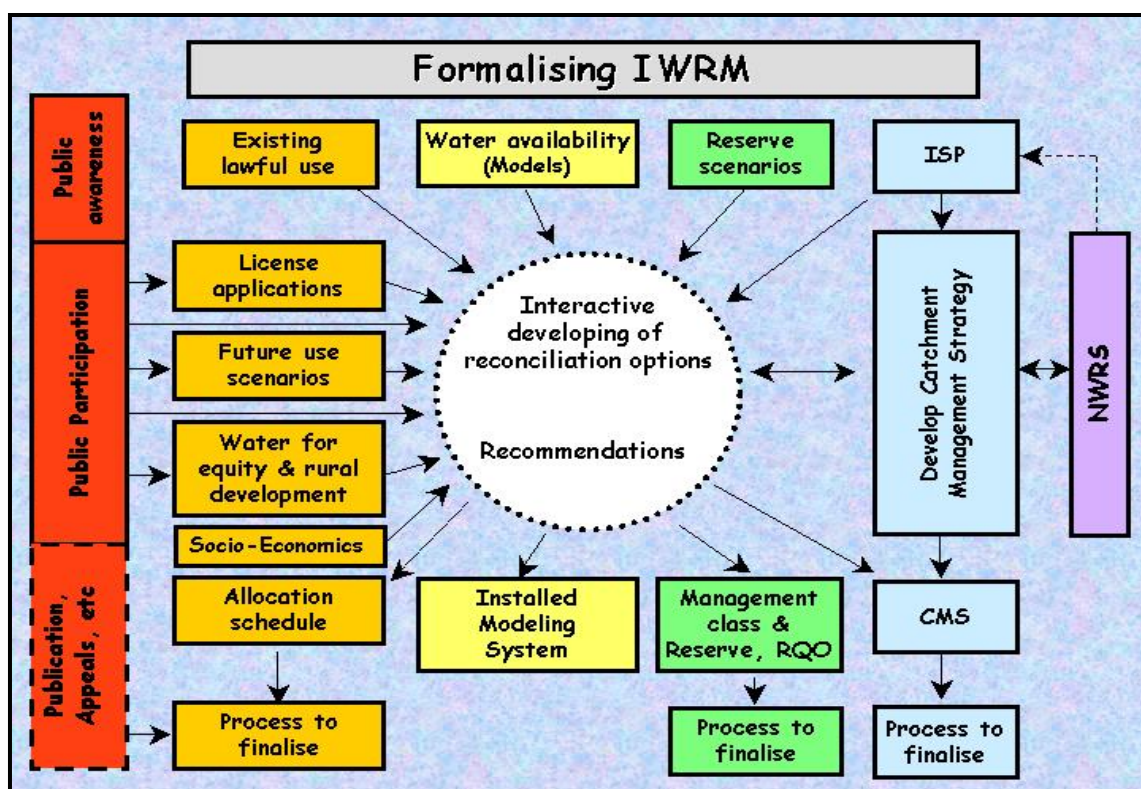 Formalising IWRM
Public
awareness
Public Participation
Publication,
Appeals, etc
Existing
lawful use
Water availability
(Models)
Reserve
scenarios
ISP
License
applications
Future use
scenarios
Water for
equity & rural
development
Socio-Economics
Interactive
developing of
reconciliation options
Recommendations
Develop Catchment
Management Strategy
NWRS
Allocation
schedule
Installed
Modeling
System
Management
class &
Reserve, RQO
CMS
Process to
finalise
Process to
finalise
Process to
finalise